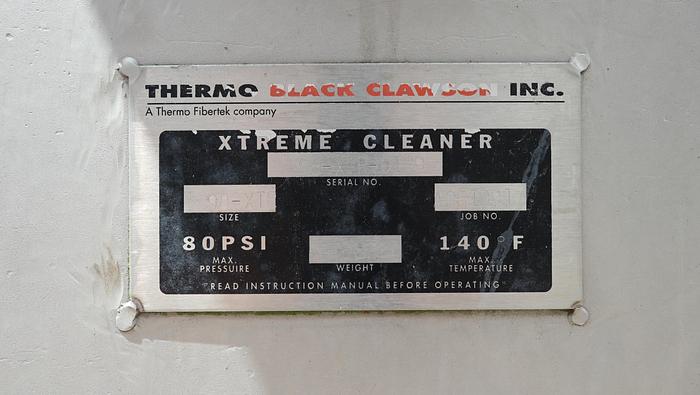 THERMO BLACK CLAWSON INC.
A Thermo Fibertek company
XTREME CLEANER
SERIAL NO.
SIZE
JOB NO.
80PSI
140°F
MAX.
PRESSUIRE
WEIGHT
MAX.
TEMPERATURE
"READ INSTRUCTION MANUAL BEFORE OPERATING"